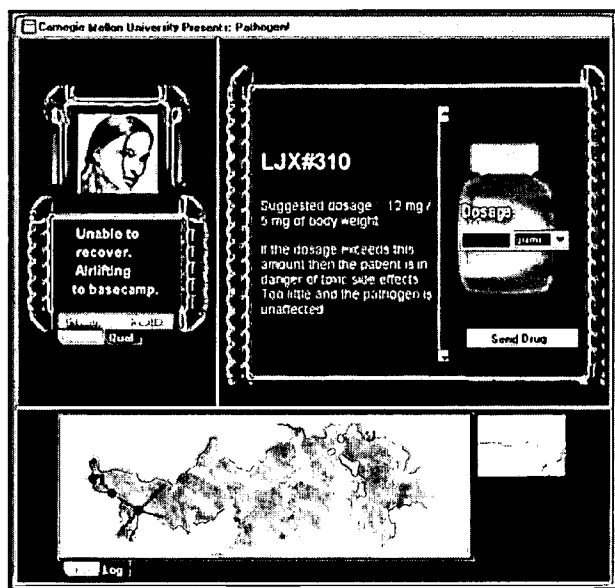 Carnegie Mellon University Presents: Pathogen!
Unable to
recover.
Airlifting
to basecamp.
Quit
LJX#310
Suggested dosage 12 mg /
5 mg of body weight
If the dosage exceeds this
amount then the patient is in
danger of toxic side effects
Too little and the pathogen is
unaffected
Dosage
Send Drug
Log